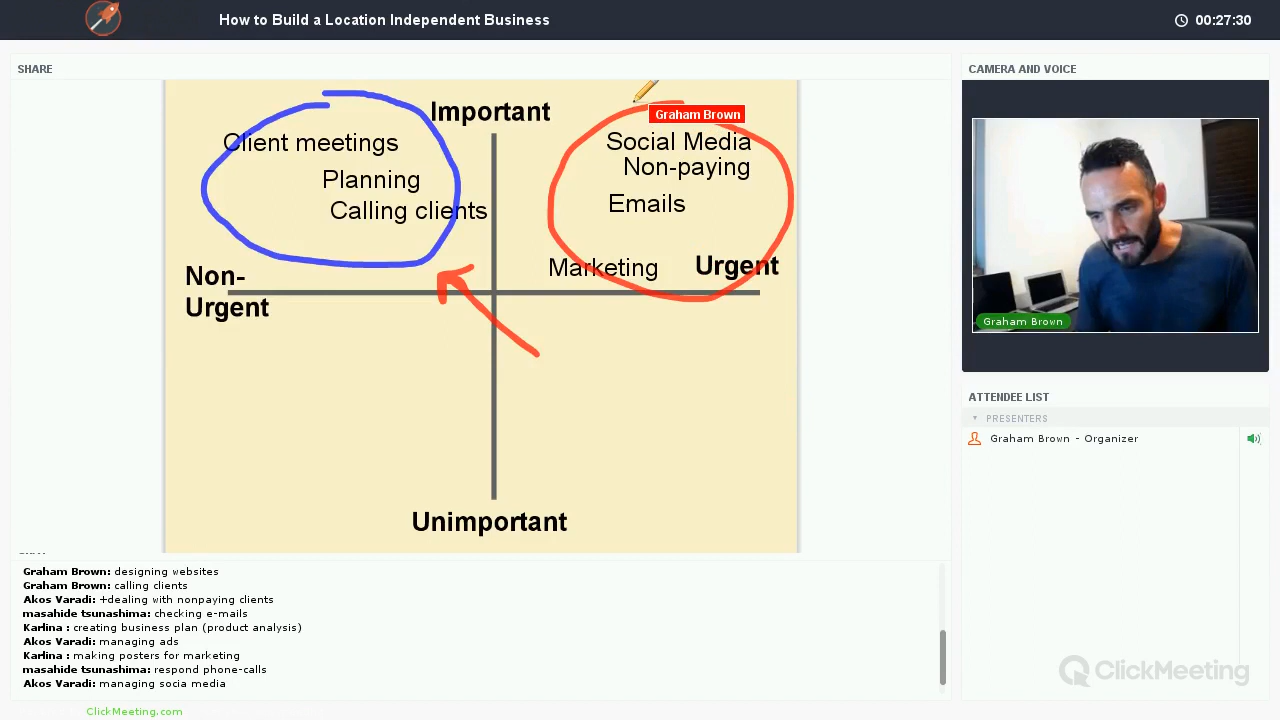 How to Build a Location Independent Business
00:27:30
SHARE
Important
Graham Brown
Client meetings
Social Media
Planning
Non-paying
Calling clients
Emails
Marketing
Urgent
Non-
Urgent
Unimportant
Graham Brown: designing websites
Graham Brown: calling clients
Akos Varadi: +dealing with nonpaying clients
masahide tsunashima: checking e-mails
Karlina : creating business plan (product analysis)
Akos Varadi: managing ads
Karlina : making posters for marketing
masahide tsunashima: respond phone-calls
Akos Varadi: managing socia media
ClickMeeting.com
CAMERA AND VOICE
Graham Brown
ATTENDEE LIST
PRESENTERS
Graham Brown - Organizer
ClickMeeting